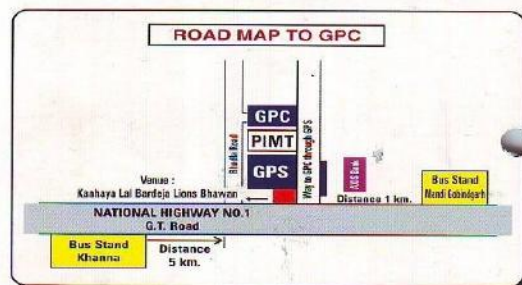 ROAD MAP TO GPC
GPC
PIMT
GPS
Bhadla Road
Way to GPC through GPS
AXIS Bank
Venue :
Kanhaya Lal Bardeja Lions Bhawan
Distance 1 km.
Bus Stand
Mandi Gobindgarh
NATIONAL HIGHWAY NO.1
G.T. Road
Bus Stand
Khanna
Distance
5 km.